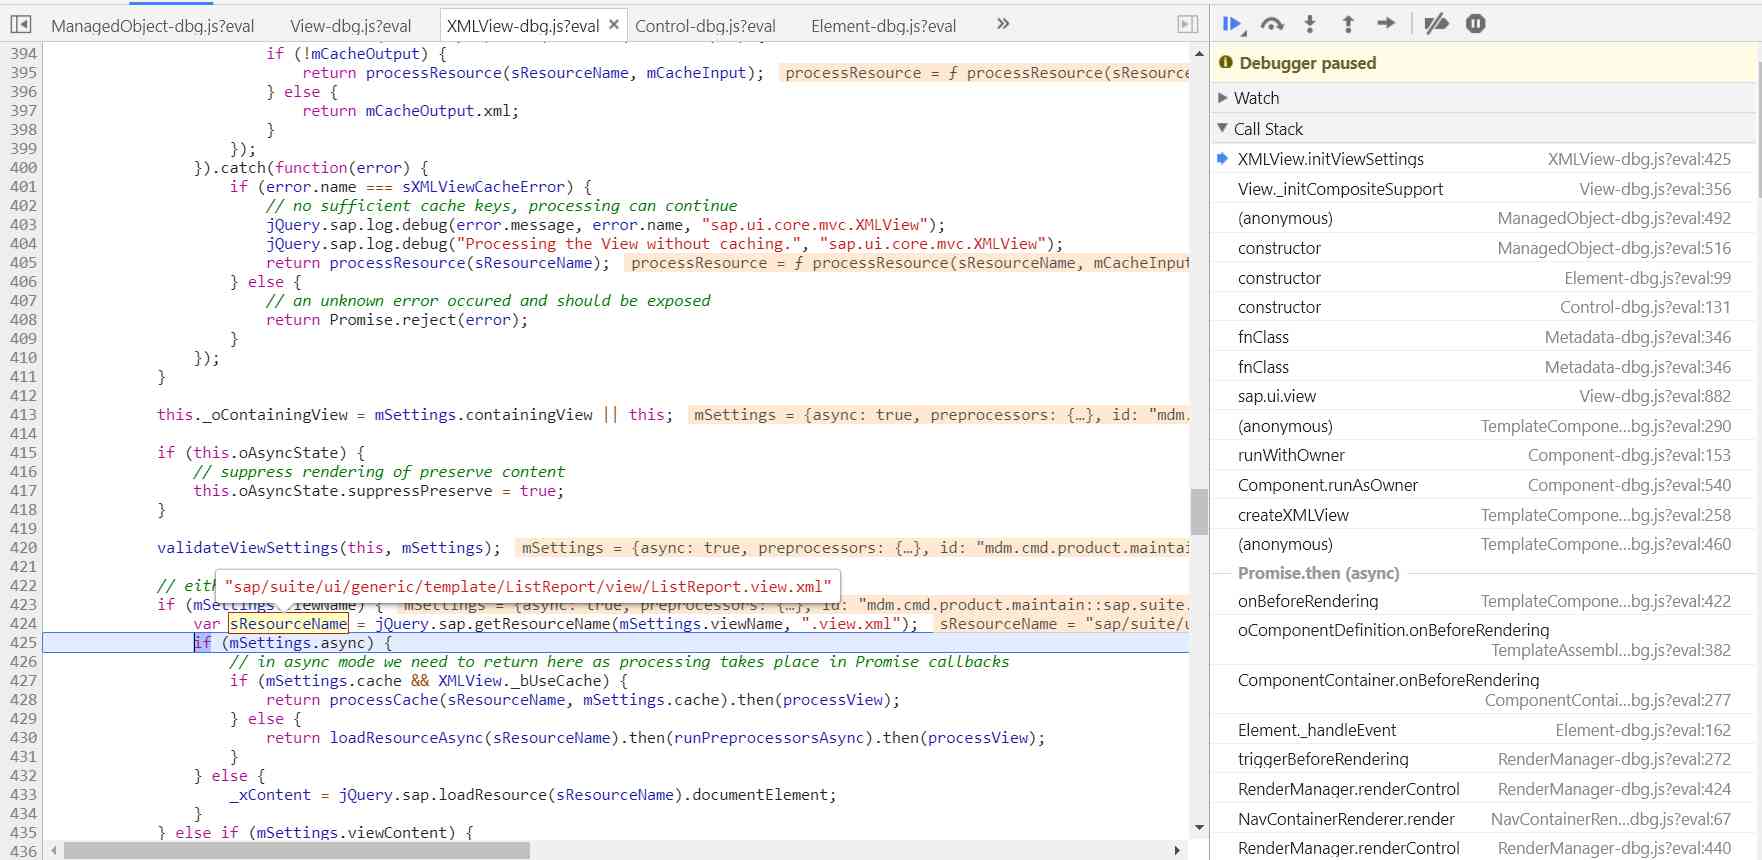 ManagedObject-dbg.js?eval View-dbg.js?eval XMLView-dbg.js?eval × Control-dbg.js?eval Element-dbg.js?eval »
394 if (!mCacheOutput) {
395 return processResource(sResourceName, mCacheInput); processResource = ƒ processResource(sResource
396 } else {
397 return mCacheOutput.xml;
398 }
399 });
400 }).catch(function(error) {
401 if (error.name === sXMLViewCacheError) {
402 // no sufficient cache keys, processing can continue
403 jQuery.sap.log.debug(error.message, error.name, "sap.ui.core.mvc.XMLView");
404 jQuery.sap.log.debug("Processing the View without caching.", "sap.ui.core.mvc.XMLView");
405 return processResource(sResourceName); processResource = ƒ processResource(sResourceName, mCacheInput
406 } else {
407 // an unknown error occured and should be exposed
408 return Promise.reject(error);
409 }
410 });
411 }
412
413 this._oContainingView = mSettings.containingView || this; mSettings = {async: true, preprocessors: {…}, id: "mdm.
414
415 if (this.oAsyncState) {
416 // suppress rendering of preserve content
417 this.oAsyncState.suppressPreserve = true;
418 }
419
420 validateViewSettings(this, mSettings); mSettings = {async: true, preprocessors: {…}, id: "mdm.cmd.product.mainta
421
422 // eit
"sap/suite/ui/generic/template/ListReport/view/ListReport.view.xml"
423 if (mSettings.viewName) { mSettings = {async: true, preprocessors: {…}, id: "mdm.cmd.product.maintain::sap.suite.
424 var sResourceName = jQuery.sap.getResourceName(mSettings.viewName, ".view.xml"); sResourceName = "sap/suite/u
425 if (mSettings.async) {
426 // in async mode we need to return here as processing takes place in Promise callbacks
427 if (mSettings.cache && XMLView._bUseCache) {
428 return processCache(sResourceName, mSettings.cache).then(processView);
429 } else {
430 return loadResourceAsync(sResourceName).then(runPreprocessorsAsync).then(processView);
431 }
432 } else {
433 _xContent = jQuery.sap.loadResource(sResourceName).documentElement;
434 }
435 } else if (mSettings.viewContent) {
436
Debugger paused
Watch
Call Stack
XMLView.initViewSettings XMLView-dbg.js?eval:425
View._initCompositeSupport View-dbg.js?eval:356
(anonymous) ManagedObject-dbg.js?eval:492
constructor ManagedObject-dbg.js?eval:516
constructor Element-dbg.js?eval:99
constructor Control-dbg.js?eval:131
fnClass Metadata-dbg.js?eval:346
fnClass Metadata-dbg.js?eval:346
sap.ui.view View-dbg.js?eval:882
(anonymous) TemplateCompone...bg.js?eval:290
runWithOwner Component-dbg.js?eval:153
Component.runAsOwner Component-dbg.js?eval:540
createXMLView TemplateCompone...bg.js?eval:258
(anonymous) TemplateCompone...bg.js?eval:460
Promise.then (async)
onBeforeRendering TemplateCompone...bg.js?eval:422
oComponentDefinition.onBeforeRendering
TemplateAssembl...bg.js?eval:382
ComponentContainer.onBeforeRendering
ComponentContai...bg.js?eval:277
Element._handleEvent Element-dbg.js?eval:162
triggerBeforeRendering RenderManager-dbg.js?eval:272
RenderManager.renderControl RenderManager-dbg.js?eval:424
NavContainerRenderer.render NavContainerRen...dbg.js?eval:67
RenderManager.renderControl RenderManager-dbg.js?eval:440